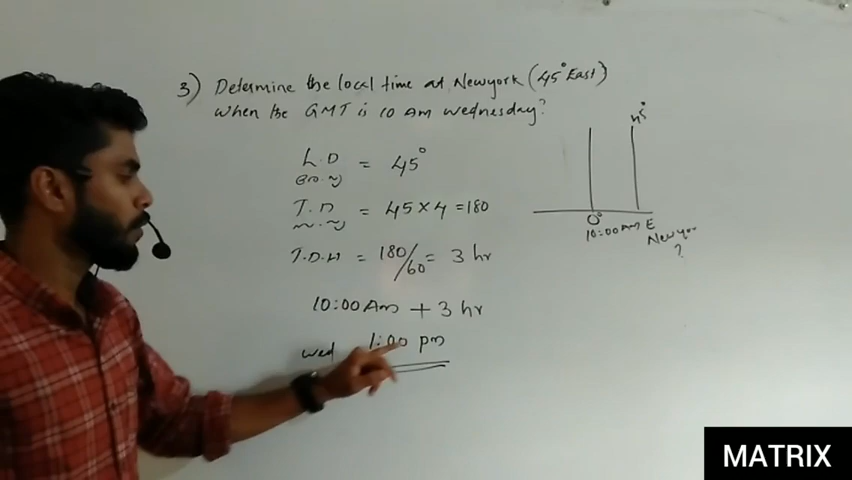 3) Determine the local time at Newyork (45° East)
When the GMT is 10 Am Wednesday?
L.D = 45°
T.D = 45 × 4 = 180
T.D.H = 180/60 = 3 hr
10:00 Am + 3 hr
wed 1:00 pm
45°
0°
10:00 Am E
?
MATRIX